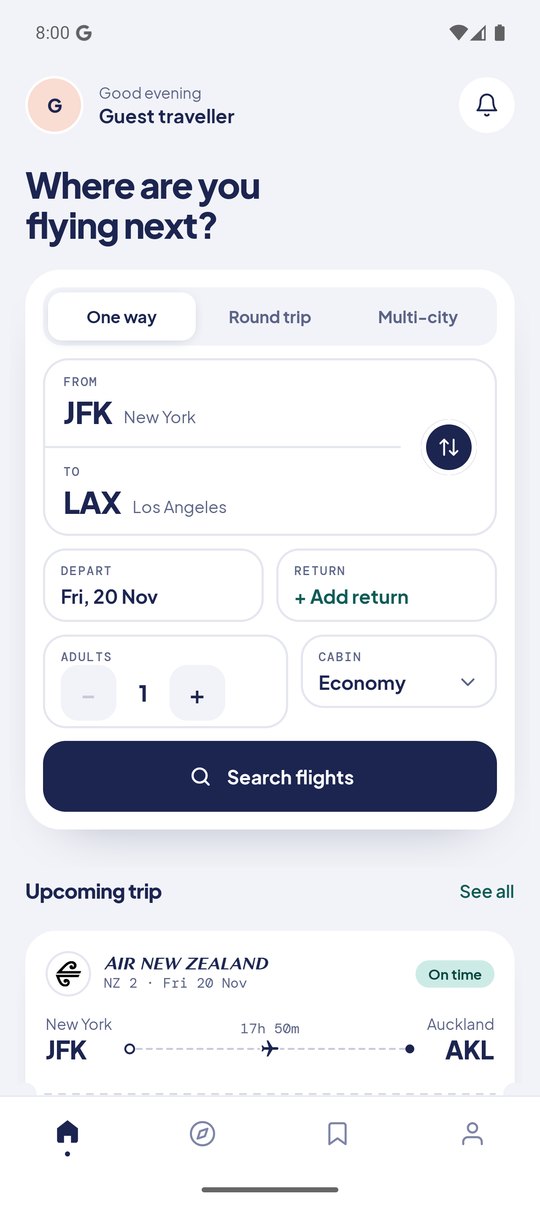 8:00 G
G
Good evening
Guest traveller
Where are you
flying next?
One way
Round trip
Multi-city
FROM
JFK New York
TO
LAX Los Angeles
DEPART
Fri, 20 Nov
RETURN
+ Add return
ADULTS
− 1 +
CABIN
Economy
Search flights
Upcoming trip
See all
AIR NEW ZEALAND
NZ 2 · Fri 20 Nov
On time
New York
JFK
17h 50m
Auckland
AKL